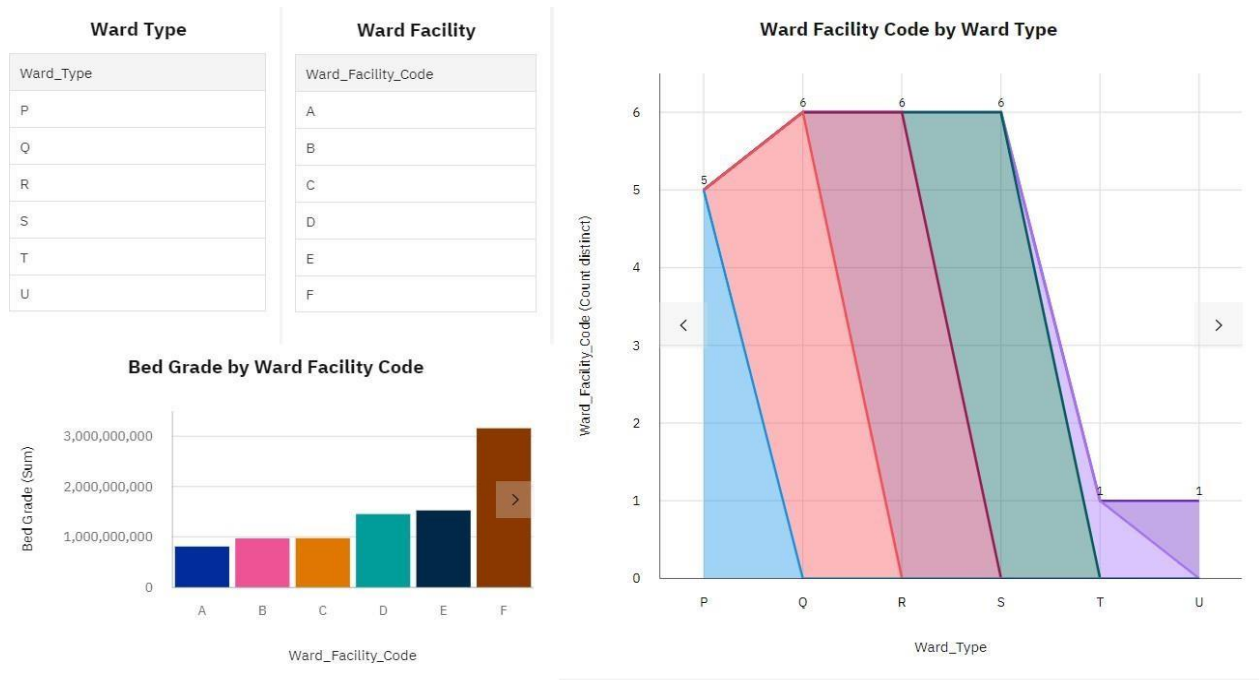 Ward Type
Ward_Type
P
Q
R
S
T
U
Ward Facility
Ward_Facility_Code
A
B
C
D
E
F
Bed Grade by Ward Facility Code
Bed Grade (Sum)
3,000,000,000
2,000,000,000
1,000,000,000
0
A B C D E F
Ward_Facility_Code
Ward Facility Code by Ward Type
Ward_Facility_Code (Count distinct)
6
5
4
3
2
1
0
5 6 6 6 1 1
P Q R S T U
Ward_Type